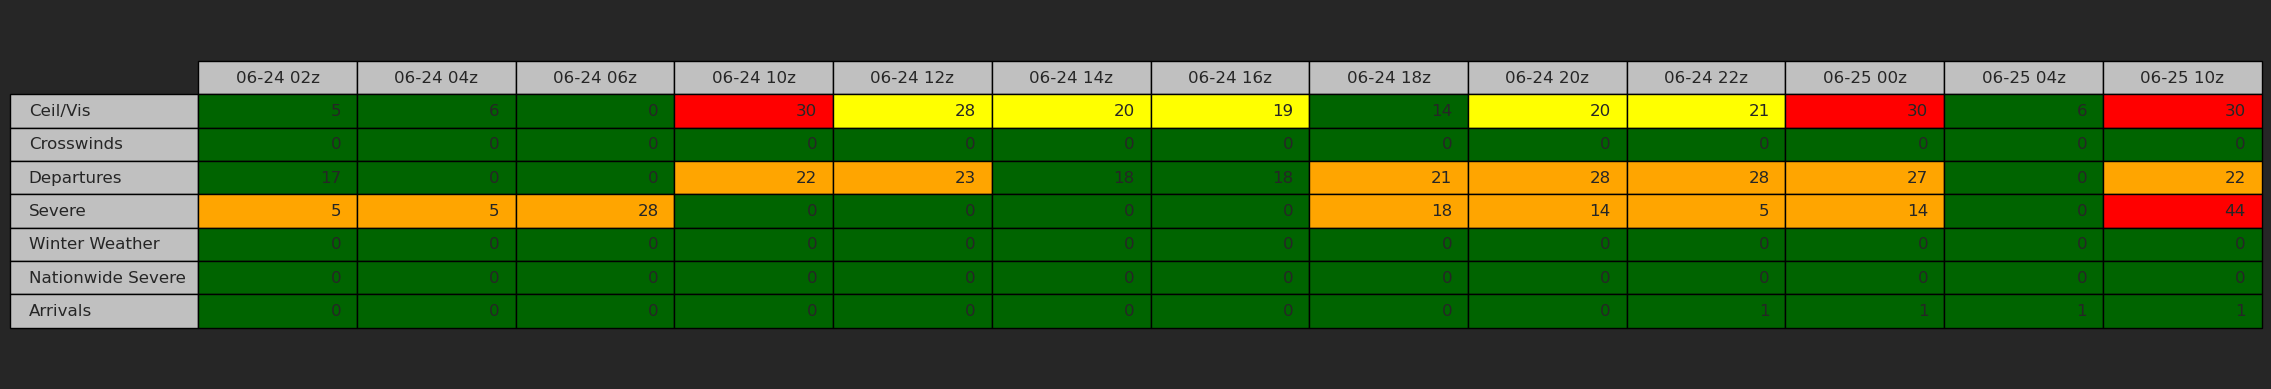 06-24 02z 06-24 04z 06-24 06z 06-24 10z 06-24 12z 06-24 14z 06-24 16z 06-24 18z 06-24 20z 06-24 22z 06-25 00z 06-25 04z 06-25 10z
Ceil/Vis 5 6 0 30 28 20 19 14 20 21 30 6 30
Crosswinds 0 0 0 0 0 0 0 0 0 0 0 0 0
Departures 17 0 0 22 23 18 18 21 28 28 27 0 22
Severe 5 5 28 0 0 0 0 18 14 5 14 0 44
Winter Weather 0 0 0 0 0 0 0 0 0 0 0 0 0
Nationwide Severe 0 0 0 0 0 0 0 0 0 0 0 0 0
Arrivals 0 0 0 0 0 0 0 0 0 1 1 1 1